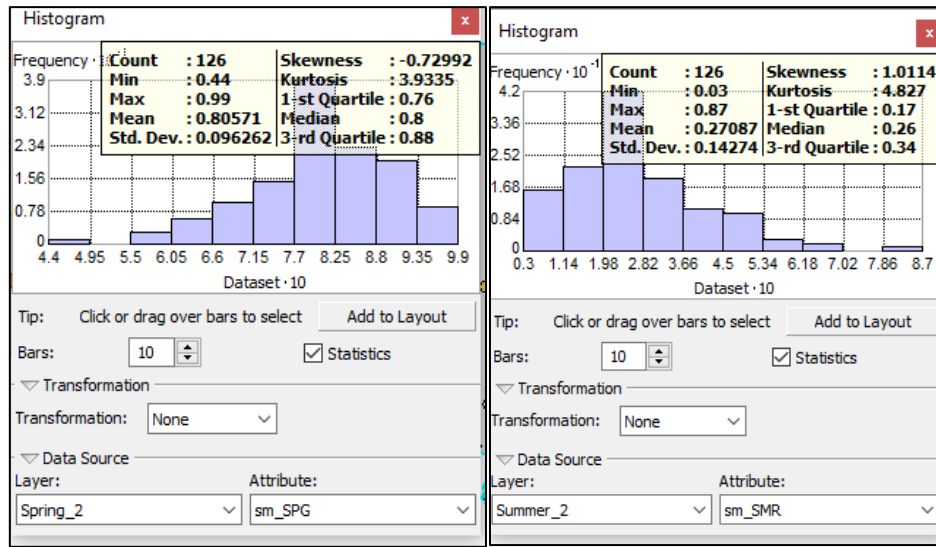 Histogram
x
Frequency ·
Count : 126 Skewness : -0.72992
Min : 0.44 Kurtosis : 3.9335
Max : 0.99 1-st Quartile : 0.76
Mean : 0.80571 Median : 0.8
Std. Dev. : 0.096262 3-rd Quartile : 0.88
3.9
3.12
2.34
1.56
0.78
0
4.4 4.95 5.5 6.05 6.6 7.15 7.7 8.25 8.8 9.35 9.9
Dataset · 10
Tip: Click or drag over bars to select Add to Layout
Bars: 10 Statistics
Transformation
Transformation: None
Data Source
Layer: Attribute:
Spring_2 sm_SPG
Histogram
x
Frequency · 10 -1
Count : 126 Skewness : 1.0114
Min : 0.03 Kurtosis : 4.827
Max : 0.87 1-st Quartile : 0.17
Mean : 0.27087 Median : 0.26
Std. Dev. : 0.14274 3-rd Quartile : 0.34
4.2
3.36
2.52
1.68
0.84
0
0.3 1.14 1.98 2.82 3.66 4.5 5.34 6.18 7.02 7.86 8.7
Dataset · 10
Tip: Click or drag over bars to select Add to Layout
Bars: 10 Statistics
Transformation
Transformation: None
Data Source
Layer: Attribute:
Summer_2 sm_SMR